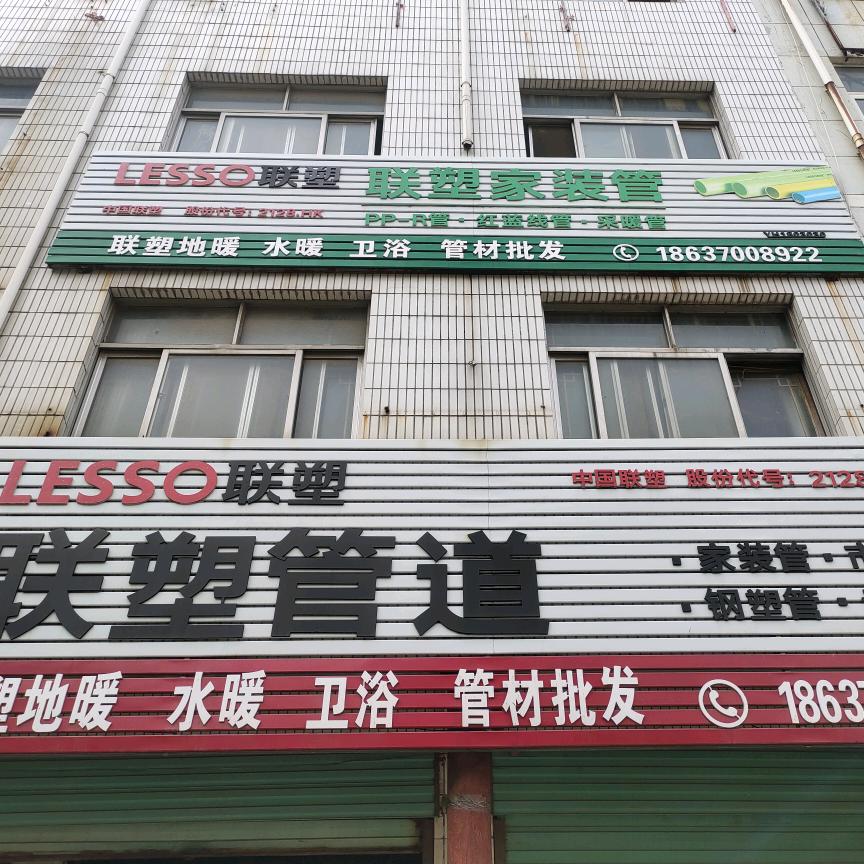 LESSO联塑 联塑家装管
中国联塑 股份代号：2128.HK PP-R管·红蓝线管·采暖管
联塑地暖 水暖 卫浴 管材批发 18637008922
LESSO联塑 中国联塑 股份代号：2128
联塑管道
·家装管·市
·钢塑管·
塑地暖 水暖 卫浴 管材批发 18637